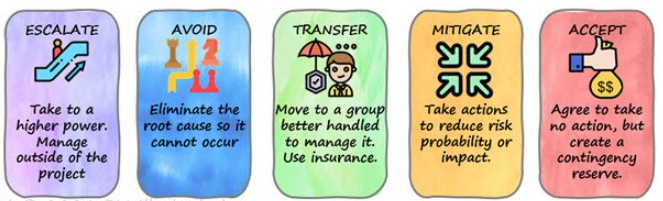 ESCALATE
Take to a
higher power.
Manage
outside of the
project
AVOID
Eliminate the
root cause so it
cannot occur
TRANSFER
Move to a group
better handled
to manage it.
Use insurance.
MITIGATE
Take actions
to reduce risk
probability or
impact.
ACCEPT
$$
Agree to take
no action, but
create a
contingency
reserve.